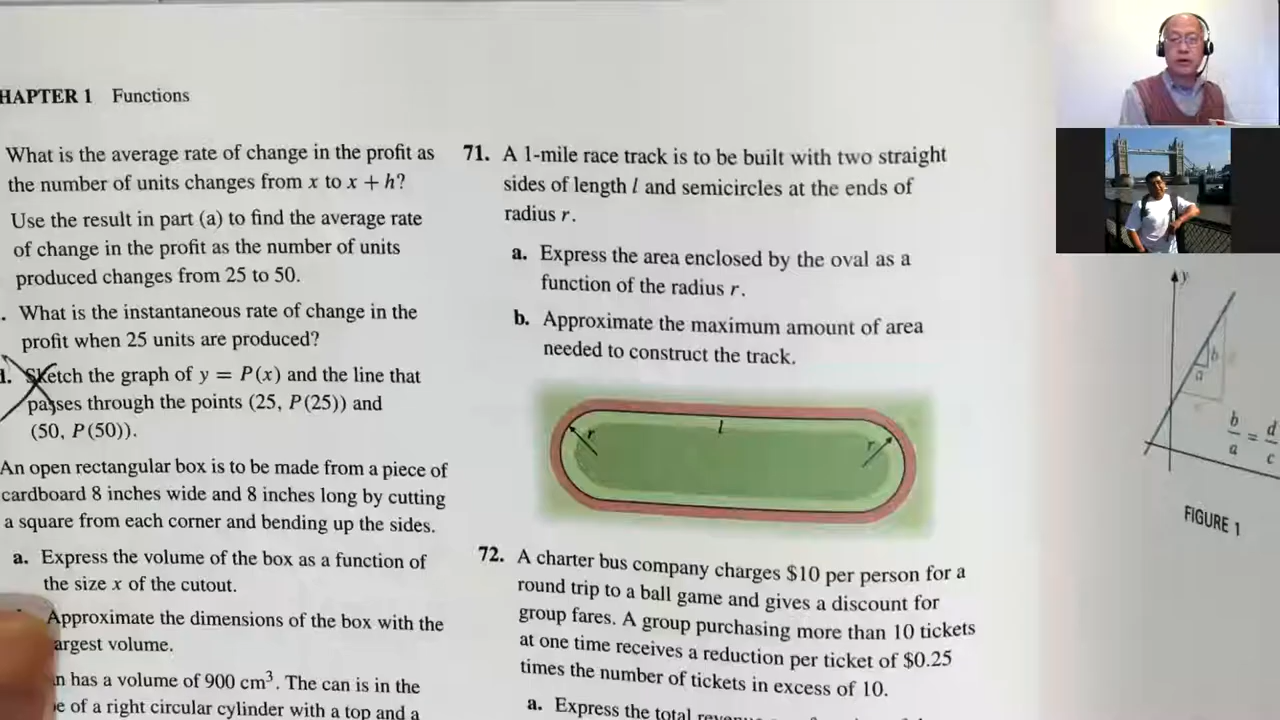 HAPTER 1 Functions
What is the average rate of change in the profit as
the number of units changes from x to x + h?
Use the result in part (a) to find the average rate
of change in the profit as the number of units
produced changes from 25 to 50.
. What is the instantaneous rate of change in the
profit when 25 units are produced?
Sketch the graph of y = P(x) and the line that
passes through the points (25, P(25)) and
(50, P(50)).
An open rectangular box is to be made from a piece of
cardboard 8 inches wide and 8 inches long by cutting
a square from each corner and bending up the sides.
a. Express the volume of the box as a function of
the size x of the cutout.
Approximate the dimensions of the box with the
argest volume.
n has a volume of 900 cm³. The can is in the
e of a right circular cylinder with a top and a
71. A 1-mile race track is to be built with two straight
sides of length l and semicircles at the ends of
radius r.
a. Express the area enclosed by the oval as a
function of the radius r.
b. Approximate the maximum amount of area
needed to construct the track.
r l r
72. A charter bus company charges $10 per person for a
round trip to a ball game and gives a discount for
group fares. A group purchasing more than 10 tickets
at one time receives a reduction per ticket of $0.25
times the number of tickets in excess of 10.
a. Express the total
y
b
a
b/a = d/c
FIGURE 1